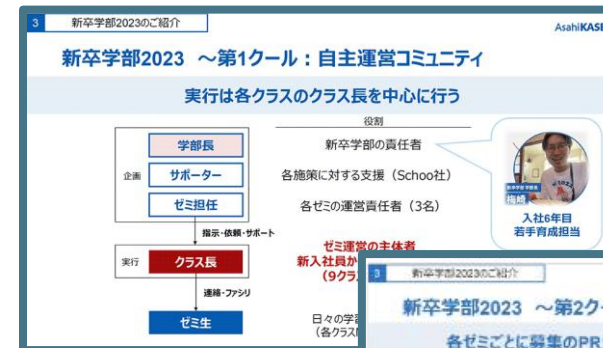 3 新卒学部2023のご紹介
AsahiKASE
新卒学部2023 ～第1クール：自主運営コミュニティ
実行は各クラスのクラス長を中心に行う
役割
学部長 新卒学部の責任者
企画 サポーター 各施策に対する支援（Schoo社）
ゼミ担任 各ゼミの運営責任者（3名）
新卒学部 学部長
梅崎
入社6年目
若手育成担当
指示・依頼・サポート
実行 クラス長
ゼミ運営の主体者
新入社員か
（9クラ
連絡・ファシリ
ゼミ生
日々の学
（各クラス
3 新卒学部2023のご紹介
新卒学部2023 ～第2ク
各ゼミごとに募集のPR